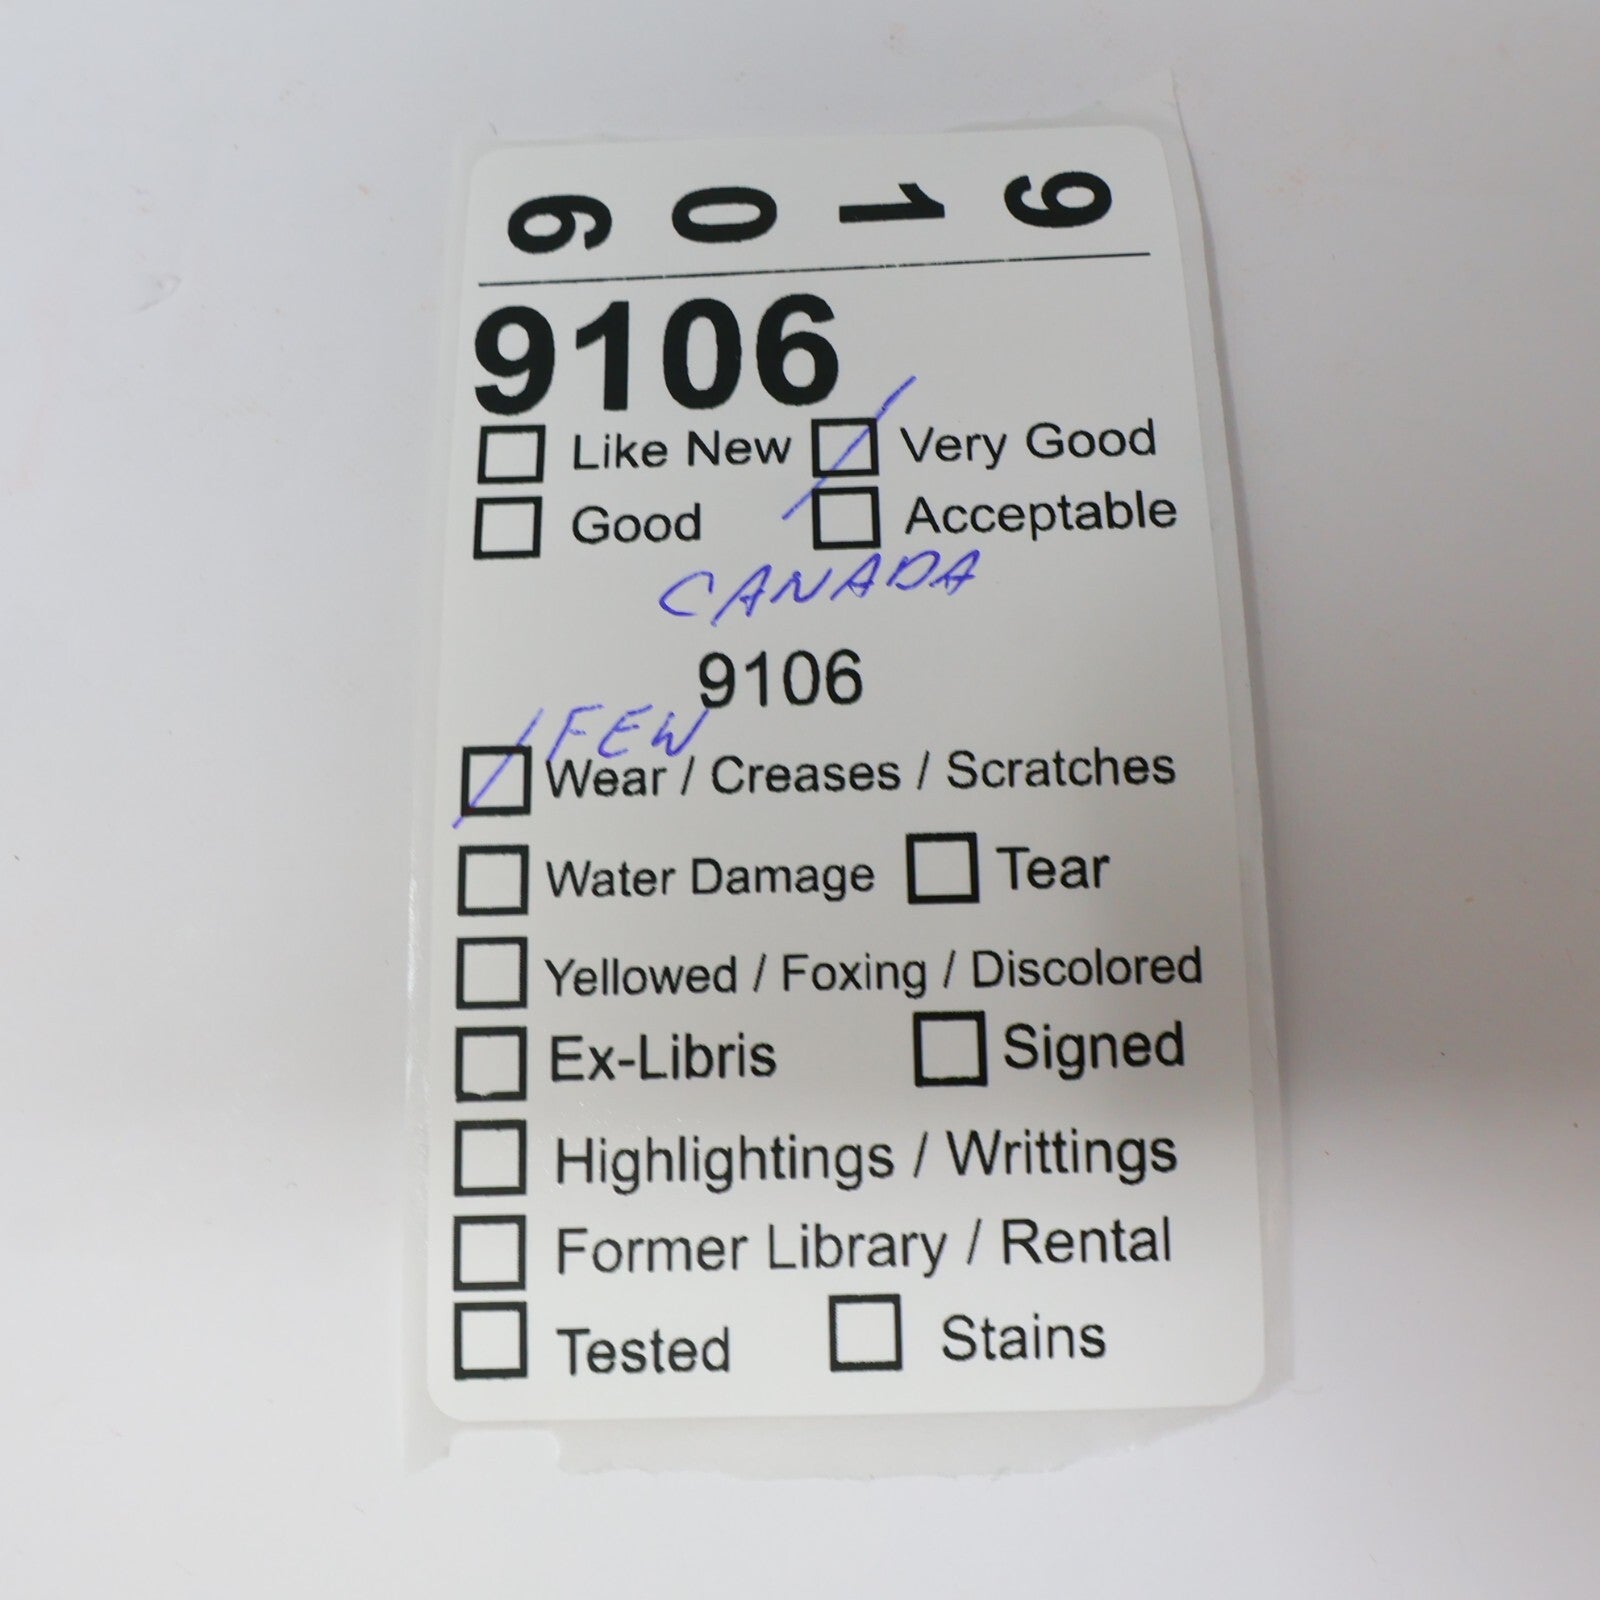 9106
9106
Like New Very Good
Good Acceptable
CANADA
9106
FEW
Wear / Creases / Scratches
Water Damage Tear
Yellowed / Foxing / Discolored
Ex-Libris Signed
Highlightings / Writtings
Former Library / Rental
Tested Stains